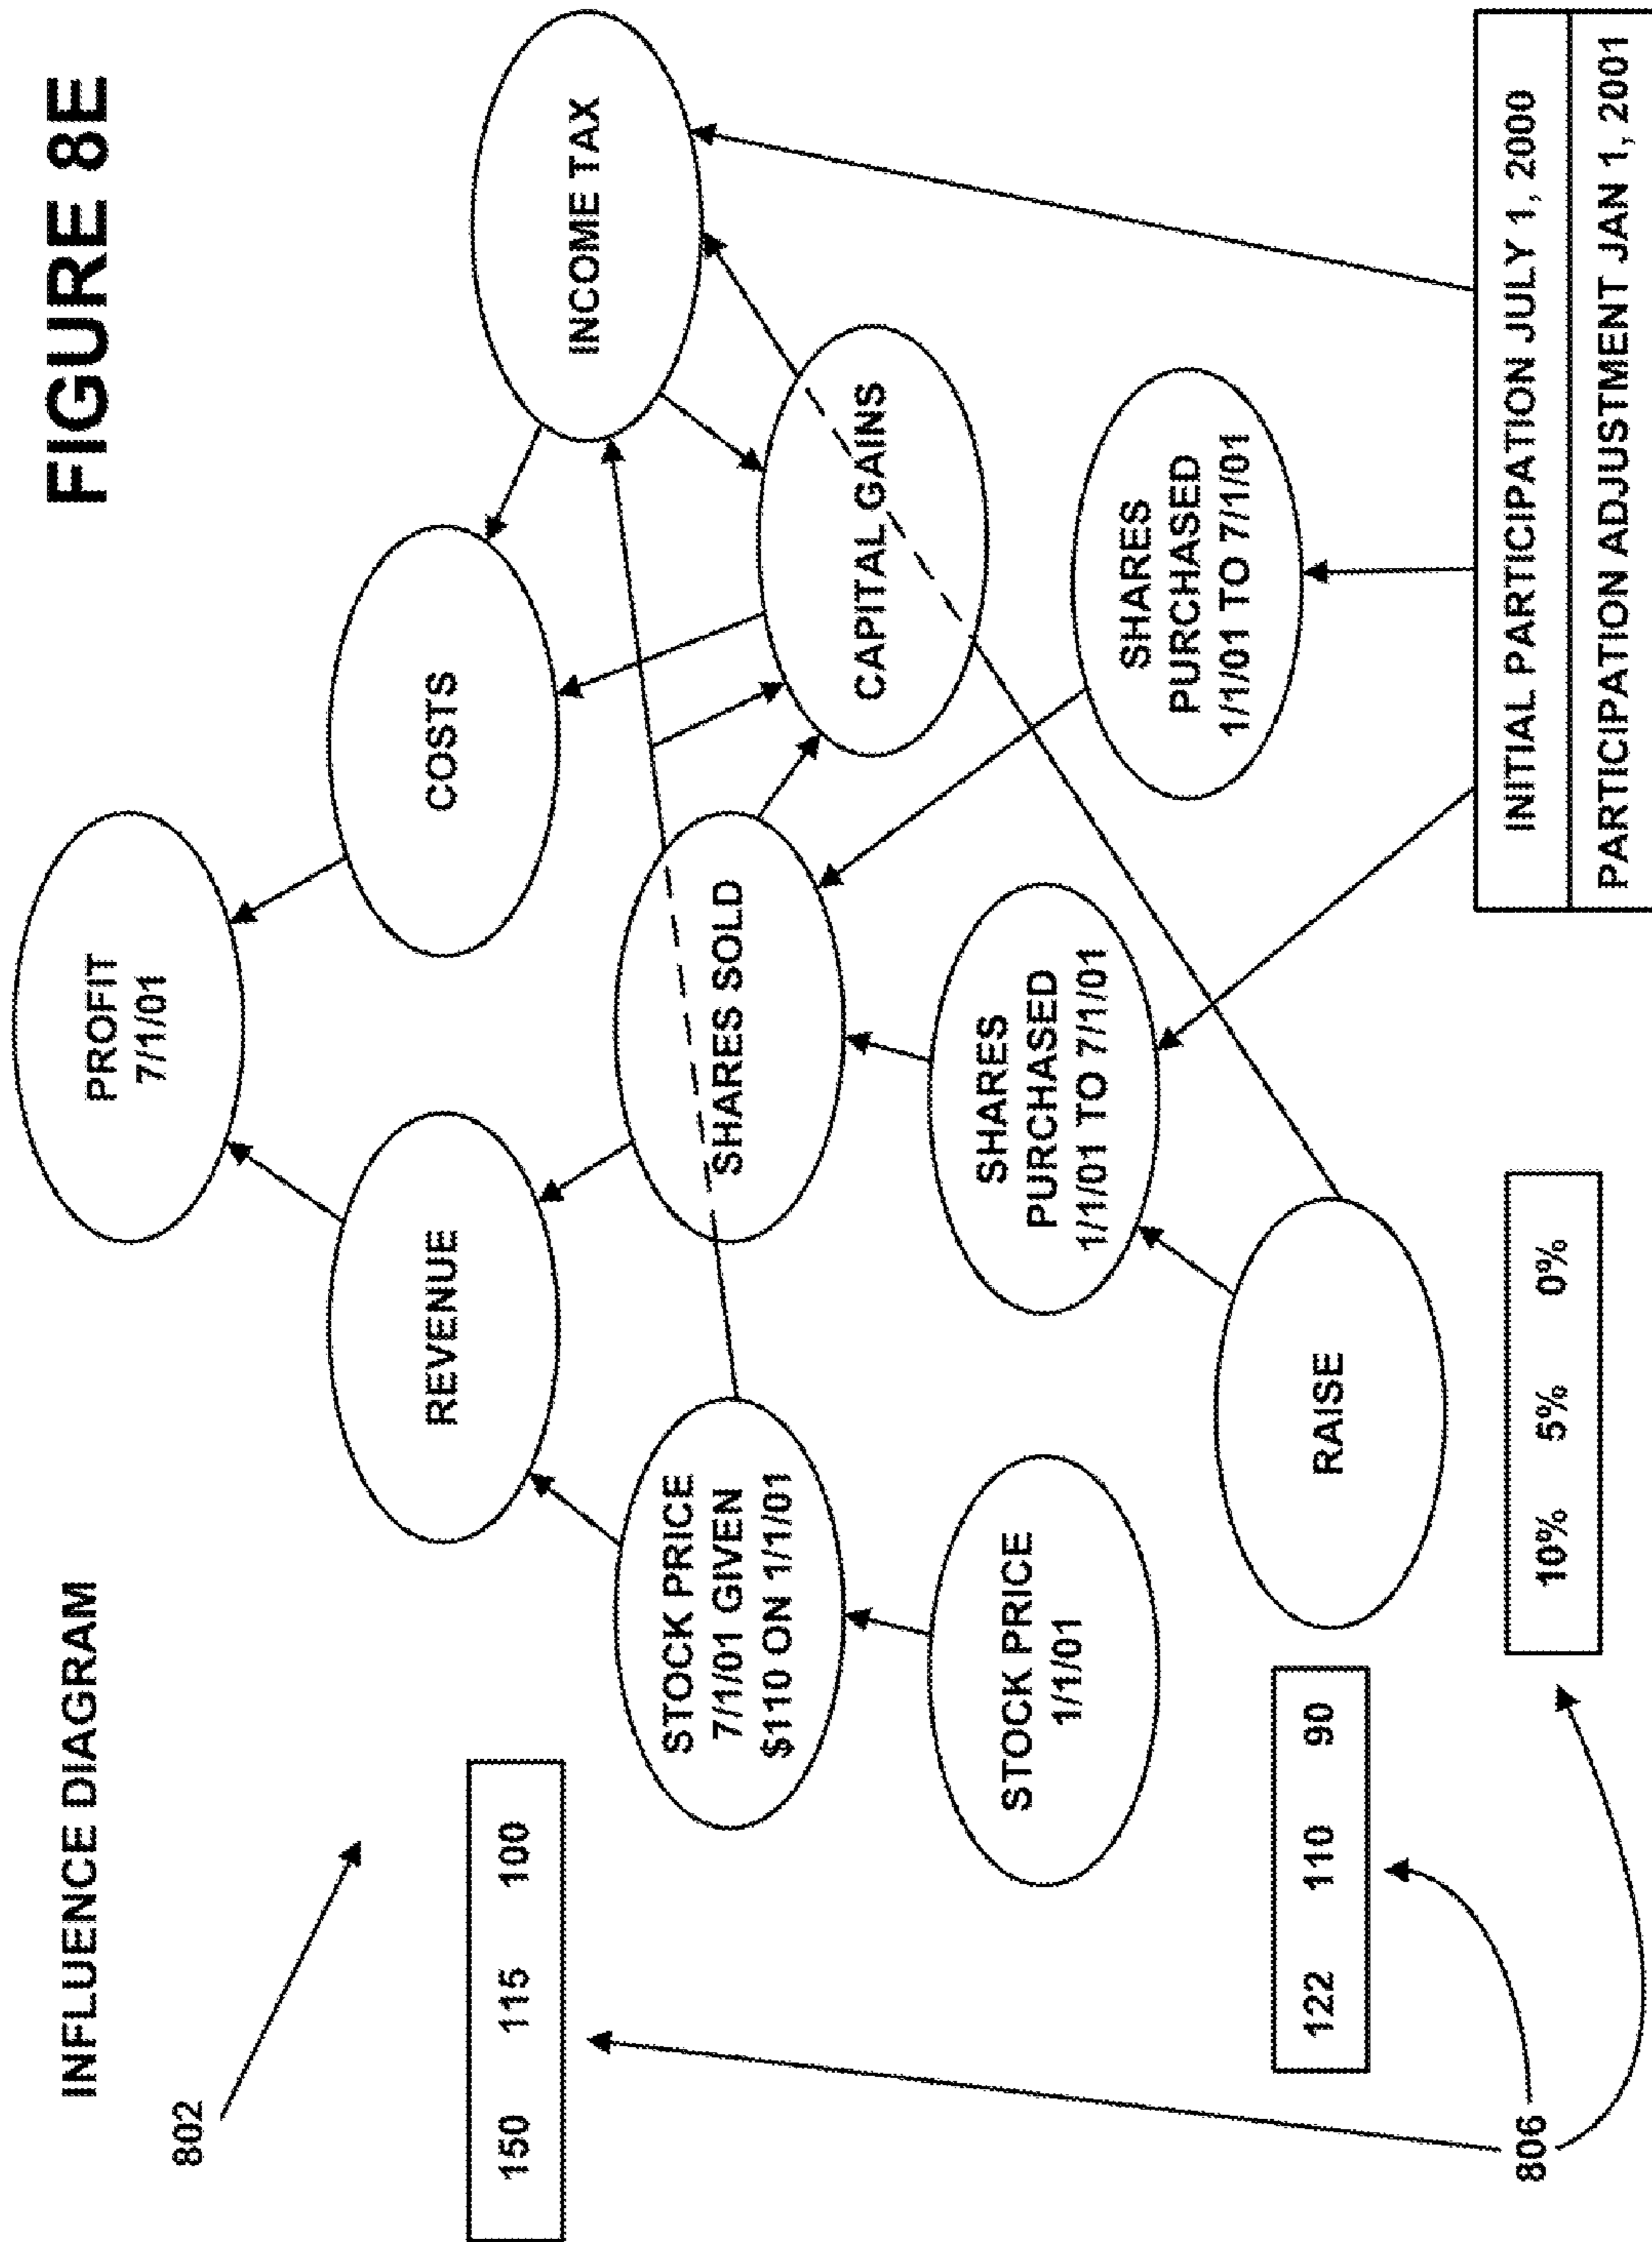 FIGURE 8E
INFLUENCE DIAGRAM
802
PROFIT
7/1/01
150 115 100
REVENUE
COSTS
INCOME TAX
STOCK PRICE
7/1/01 GIVEN
$110 ON 1/1/01
SHARES SOLD
CAPITAL GAINS
STOCK PRICE
1/1/01
SHARES
PURCHASED
1/1/01 TO 7/1/01
SHARES
PURCHASED
1/1/01 TO 7/1/01
122 110 90
RAISE
806
10% 5% 0%
INITIAL PARTICIPATION JULY 1, 2000
PARTICIPATION ADJUSTMENT JAN 1, 2001